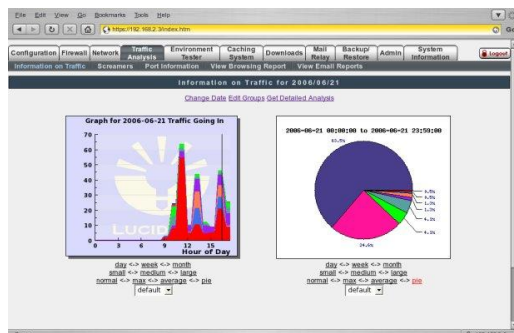 File Edit View Go Bookmarks Tools Help
https://192.168.2.3/index.htm
Configuration Firewall Network Traffic Analysis Environment Tester Caching System Downloads Mail Relay Backup/ Restore Admin System Information Logout
Information on Traffic Screamers Port Information View Browsing Report View Email Reports
Information on Traffic for 2006/06/21
Change Date Edit Groups Get Detailed Analysis
Graph for 2006-06-21 Traffic Going In
70
60
50
40
30
20
10
0
0 3 6 9 12 15
Hour of Day
LUCID
2006-06-21 00:00:00 to 2006-06-21 23:59:00
24.6%
day <-> week <-> month
small <-> medium <-> large
normal <-> max <-> average <-> pie
default
day <-> week <-> month
small <-> medium <-> large
normal <-> max <-> average <-> pie
default